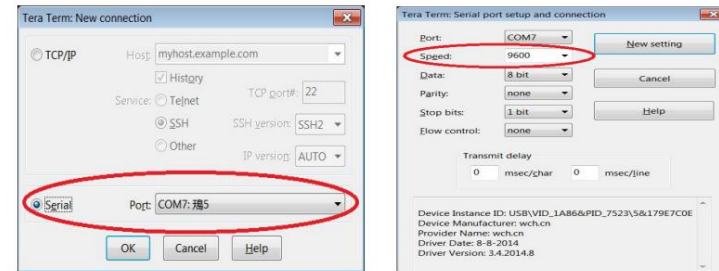 Tera Term: New connection
TCP/IP
Host: myhost.example.com
History
Service: Telnet
TCP port#: 22
SSH
SSH version: SSH2
Other
IP version: AUTO
Serial
Port: COM7: 鴆5
OK
Cancel
Help
Tera Term: Serial port setup and connection
Port: COM7
New setting
Speed: 9600
Data: 8 bit
Cancel
Parity: none
Stop bits: 1 bit
Help
Flow control: none
Transmit delay
0 msec/char 0 msec/line
Device Instance ID: USB\VID_1A86&PID_7523\5&179E7C0E
Device Manufacturer: wch.cn
Provider Name: wch.cn
Driver Date: 8-8-2014
Driver Version: 3.4.2014.8